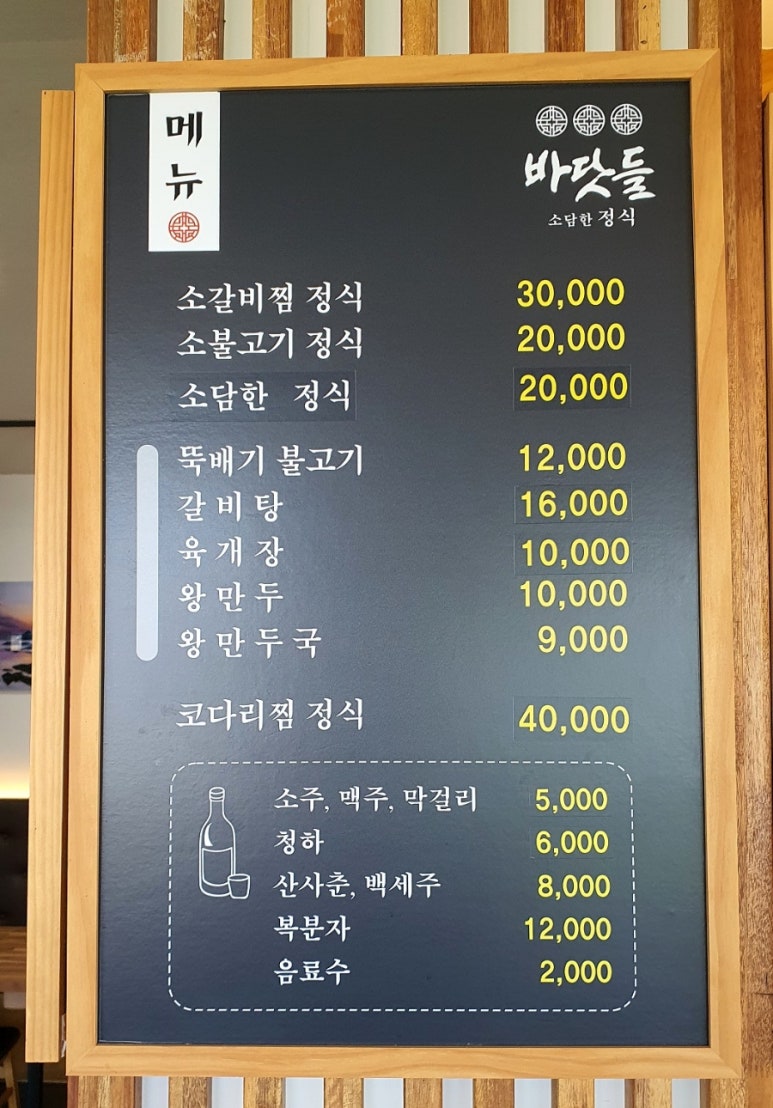 메뉴
바닷들
소담한 정식
소갈비찜 정식 30,000
소불고기 정식 20,000
소담한 정식 20,000
뚝배기 불고기 12,000
갈비탕 16,000
육개장 10,000
왕만두 10,000
왕만두국 9,000
코다리찜 정식 40,000
소주, 맥주, 막걸리 5,000
청하 6,000
산사춘, 백세주 8,000
복분자 12,000
음료수 2,000